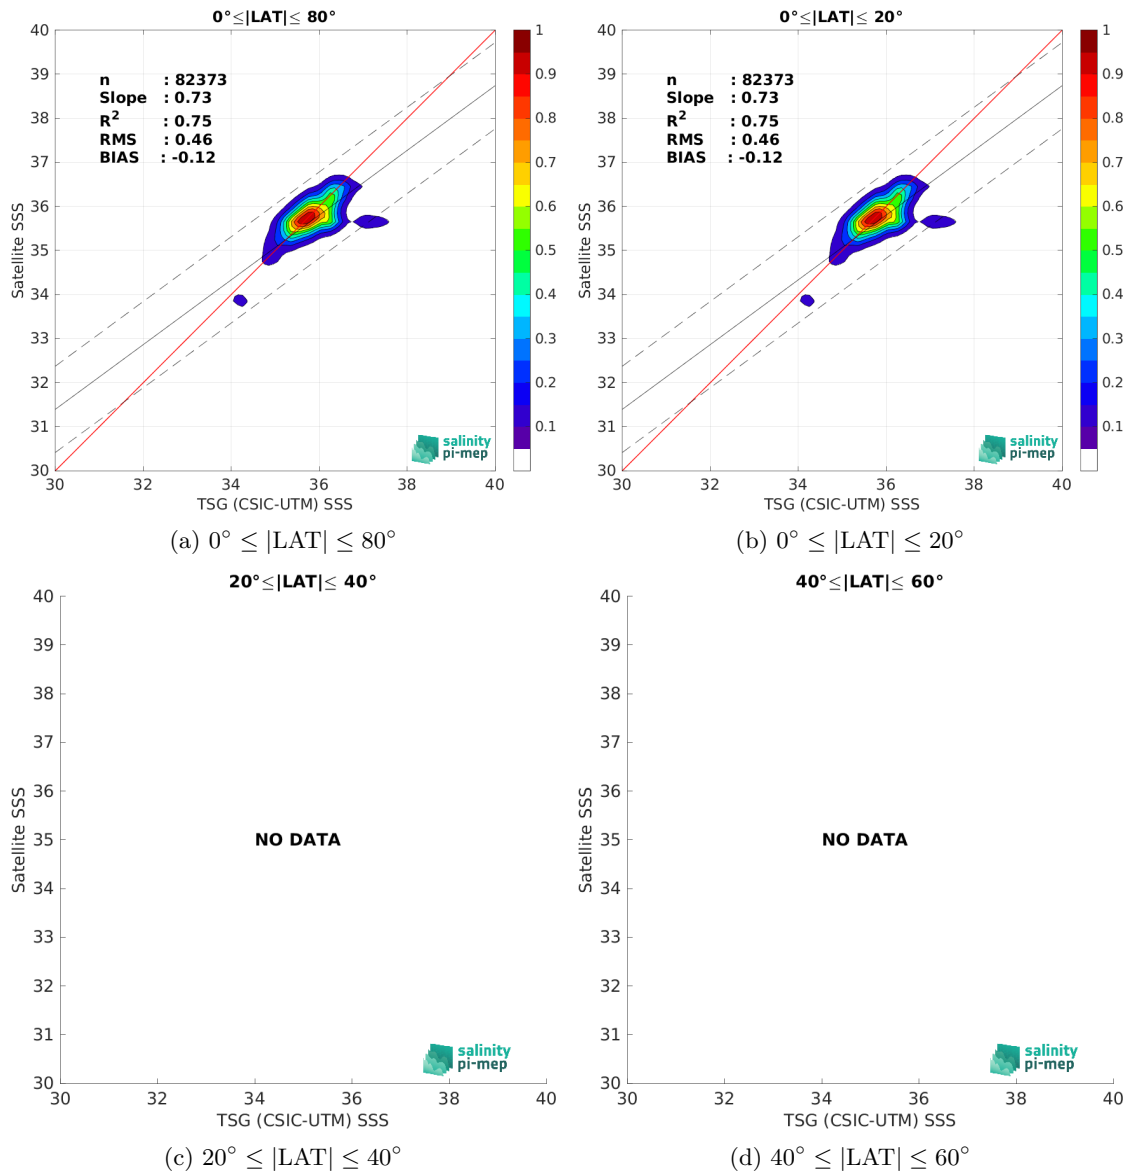 0°≤|LAT|≤ 80°
40
39
38
37
36
35
34
33
32
31
30
Satellite SSS
n : 82373
Slope : 0.73
R² : 0.75
RMS : 0.46
BIAS : -0.12
1
0.9
0.8
0.7
0.6
0.5
0.4
0.3
0.2
0.1
salinity
pi-mep
30 32 34 36 38 40
TSG (CSIC-UTM) SSS
(a) 0° ≤ |LAT| ≤ 80°
0°≤|LAT|≤ 20°
40
39
38
37
36
35
34
33
32
31
30
Satellite SSS
n : 82373
Slope : 0.73
R² : 0.75
RMS : 0.46
BIAS : -0.12
1
0.9
0.8
0.7
0.6
0.5
0.4
0.3
0.2
0.1
salinity
pi-mep
30 32 34 36 38 40
TSG (CSIC-UTM) SSS
(b) 0° ≤ |LAT| ≤ 20°
20°≤|LAT|≤ 40°
40
39
38
37
36
35
34
33
32
31
30
Satellite SSS
NO DATA
salinity
pi-mep
30 32 34 36 38 40
TSG (CSIC-UTM) SSS
(c) 20° ≤ |LAT| ≤ 40°
40°≤|LAT|≤ 60°
40
39
38
37
36
35
34
33
32
31
30
Satellite SSS
NO DATA
salinity
pi-mep
30 32 34 36 38 40
TSG (CSIC-UTM) SSS
(d) 40° ≤ |LAT| ≤ 60°